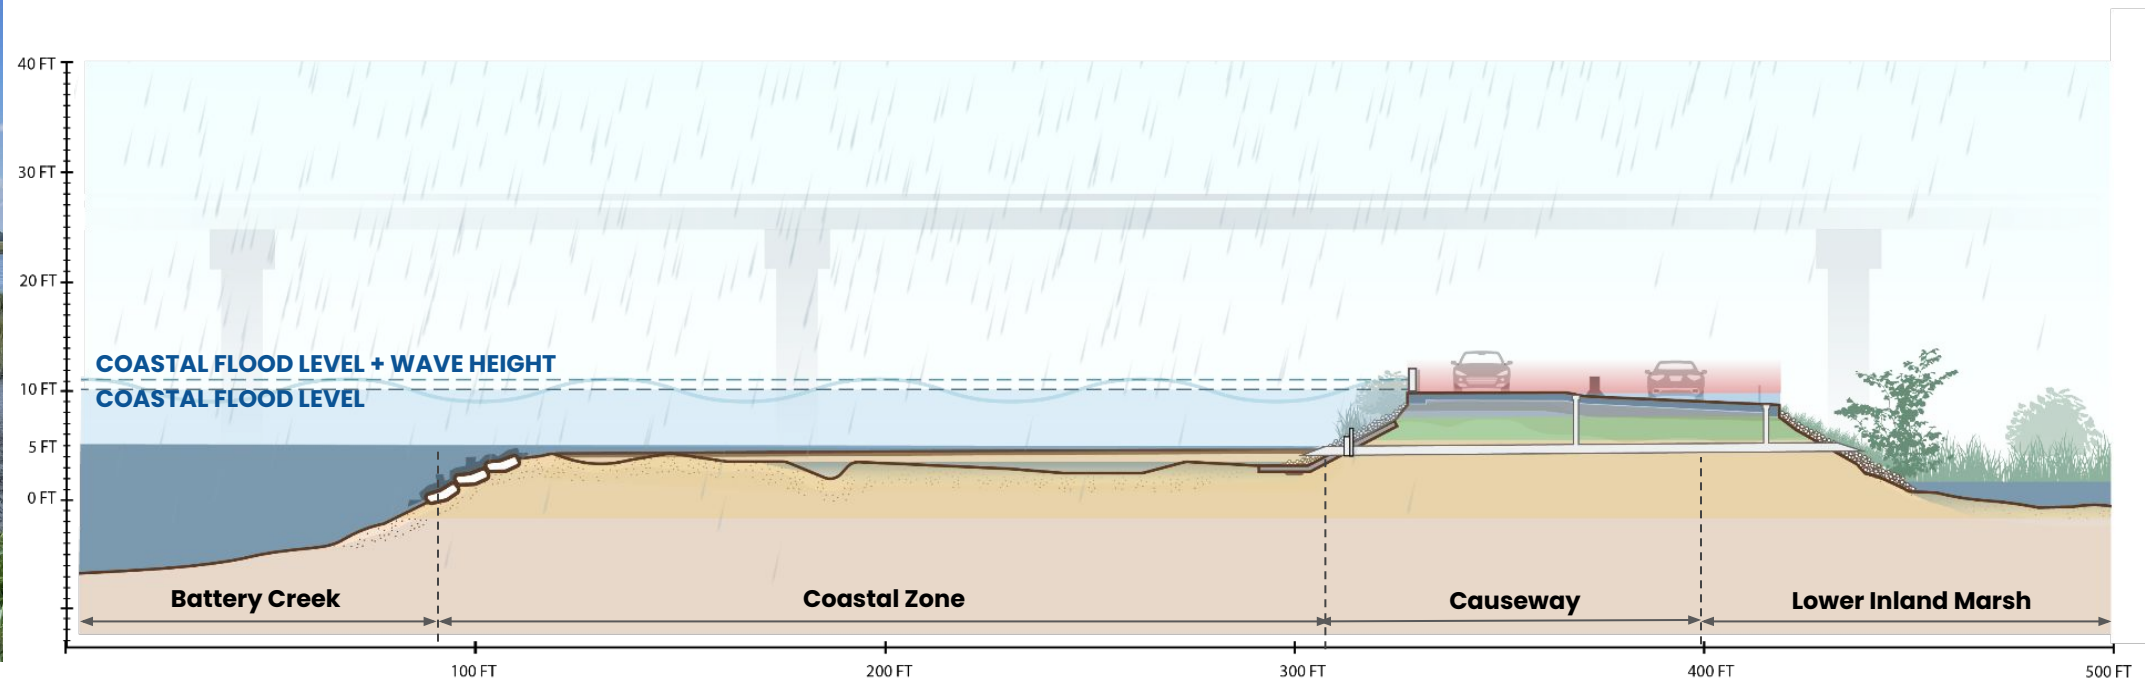 40 FT
30 FT
20 FT
COASTAL FLOOD LEVEL + WAVE HEIGHT
10 FT
COASTAL FLOOD LEVEL
5 FT
0 FT
Battery Creek
Coastal Zone
Causeway
Lower Inland Marsh
100 FT
200 FT
300 FT
400 FT
500 FT